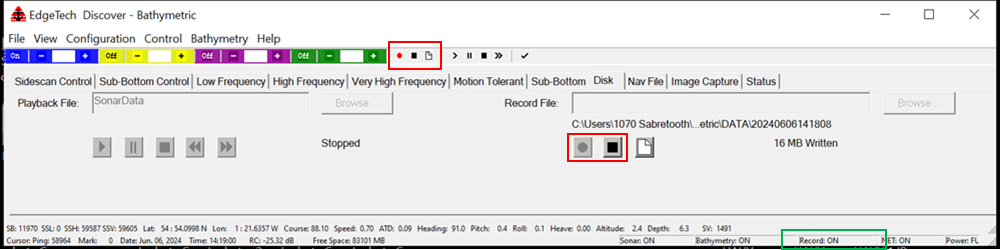 EdgeTech Discover - Bathymetric
File View Configuration Control Bathymetry Help
On - + Off - + Off - + Off - +
Sidescan Control Sub-Bottom Control Low Frequency High Frequency Very High Frequency Motion Tolerant Sub-Bottom Disk Nav File Image Capture Status
Playback File: SonarData Browse ... Record File: Browse ...
C:\Users\1070 Sabretooth\...etric\DATA\20240606141808
Stopped 16 MB Written
SB: 11970 SSL: 0 SSH: 59587 SSV: 59605 Lat: 54 : 54.0998 N Lon: 1 : 21.6357 W Course: 88.10 Speed: 0.70 ATD: 0.09 Heading: 91.0 Pitch: 0.4 Roll: 0.1 Heave: 0.00 Altitude: 2.4 Depth: 6.3 SV: 1491
Cursor: Ping: 58964 Mark: 0 Date: Jun. 06, 2024 Time: 14:19:00 RC: -25.32 dB Free Space: 83101 MB Sonar: ON Bathymetry: ON Record: ON NET: ON Power: FU